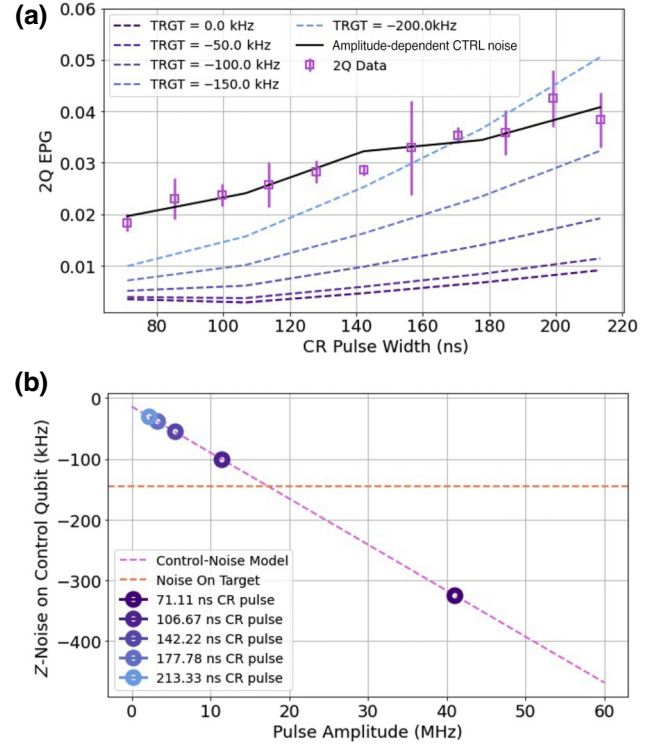 (a)
TRGT = 0.0 kHz
TRGT = −50.0 kHz
TRGT = −100.0 kHz
TRGT = −150.0 kHz
TRGT = −200.0kHz
Amplitude-dependent CTRL noise
2Q Data
0.06
0.05
0.04
0.03
0.02
0.01
2Q EPG
80 100 120 140 160 180 200 220
CR Pulse Width (ns)
(b)
0
−100
−200
−300
−400
Z-Noise on Control Qubit (kHz)
Control-Noise Model
Noise On Target
71.11 ns CR pulse
106.67 ns CR pulse
142.22 ns CR pulse
177.78 ns CR pulse
213.33 ns CR pulse
0 10 20 30 40 50 60
Pulse Amplitude (MHz)